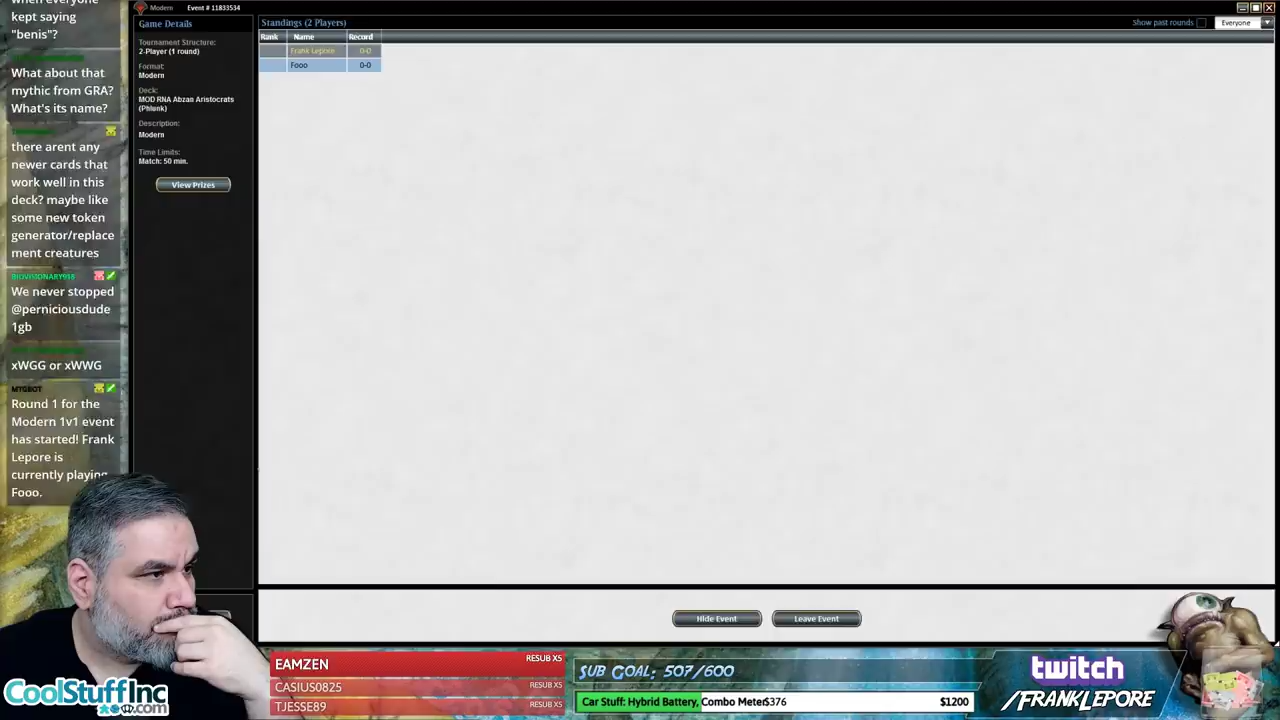 when everyone
kept saying
"benis"?
What about that
mythic from GRA?
What's its name?
there arent any
newer cards that
work well in this
deck? maybe like
some new token
generator/replace
ment creatures
BIOVISIONARY918
We never stopped
@perniciousdude
1gb
xWGG or xWWG
MTGBOT
Round 1 for the
Modern 1v1 event
has started! Frank
Lepore is
currently playing
Fooo.
Modern Event # 11833534
Game Details
Tournament Structure:
2-Player (1 round)
Format:
Modern
Deck:
MOD RNA Abzan Aristocrats
(Phlunk)
Description:
Modern
Time Limits:
Match: 50 min.
View Prizes
Standings (2 Players)
Show past rounds
Everyone
Rank Name Record
Frank Lepore 0-0
Fooo 0-0
Hide Event
Leave Event
CoolStuffInc
.com
EAMZEN RESUB X5
CASIUS0825 RESUB X5
TJESSE89 RESUB X5
SUB GOAL: 507/600
Car Stuff: Hybrid Battery, Combo Meter $376 $1200
twitch
/FRANKLEPORE